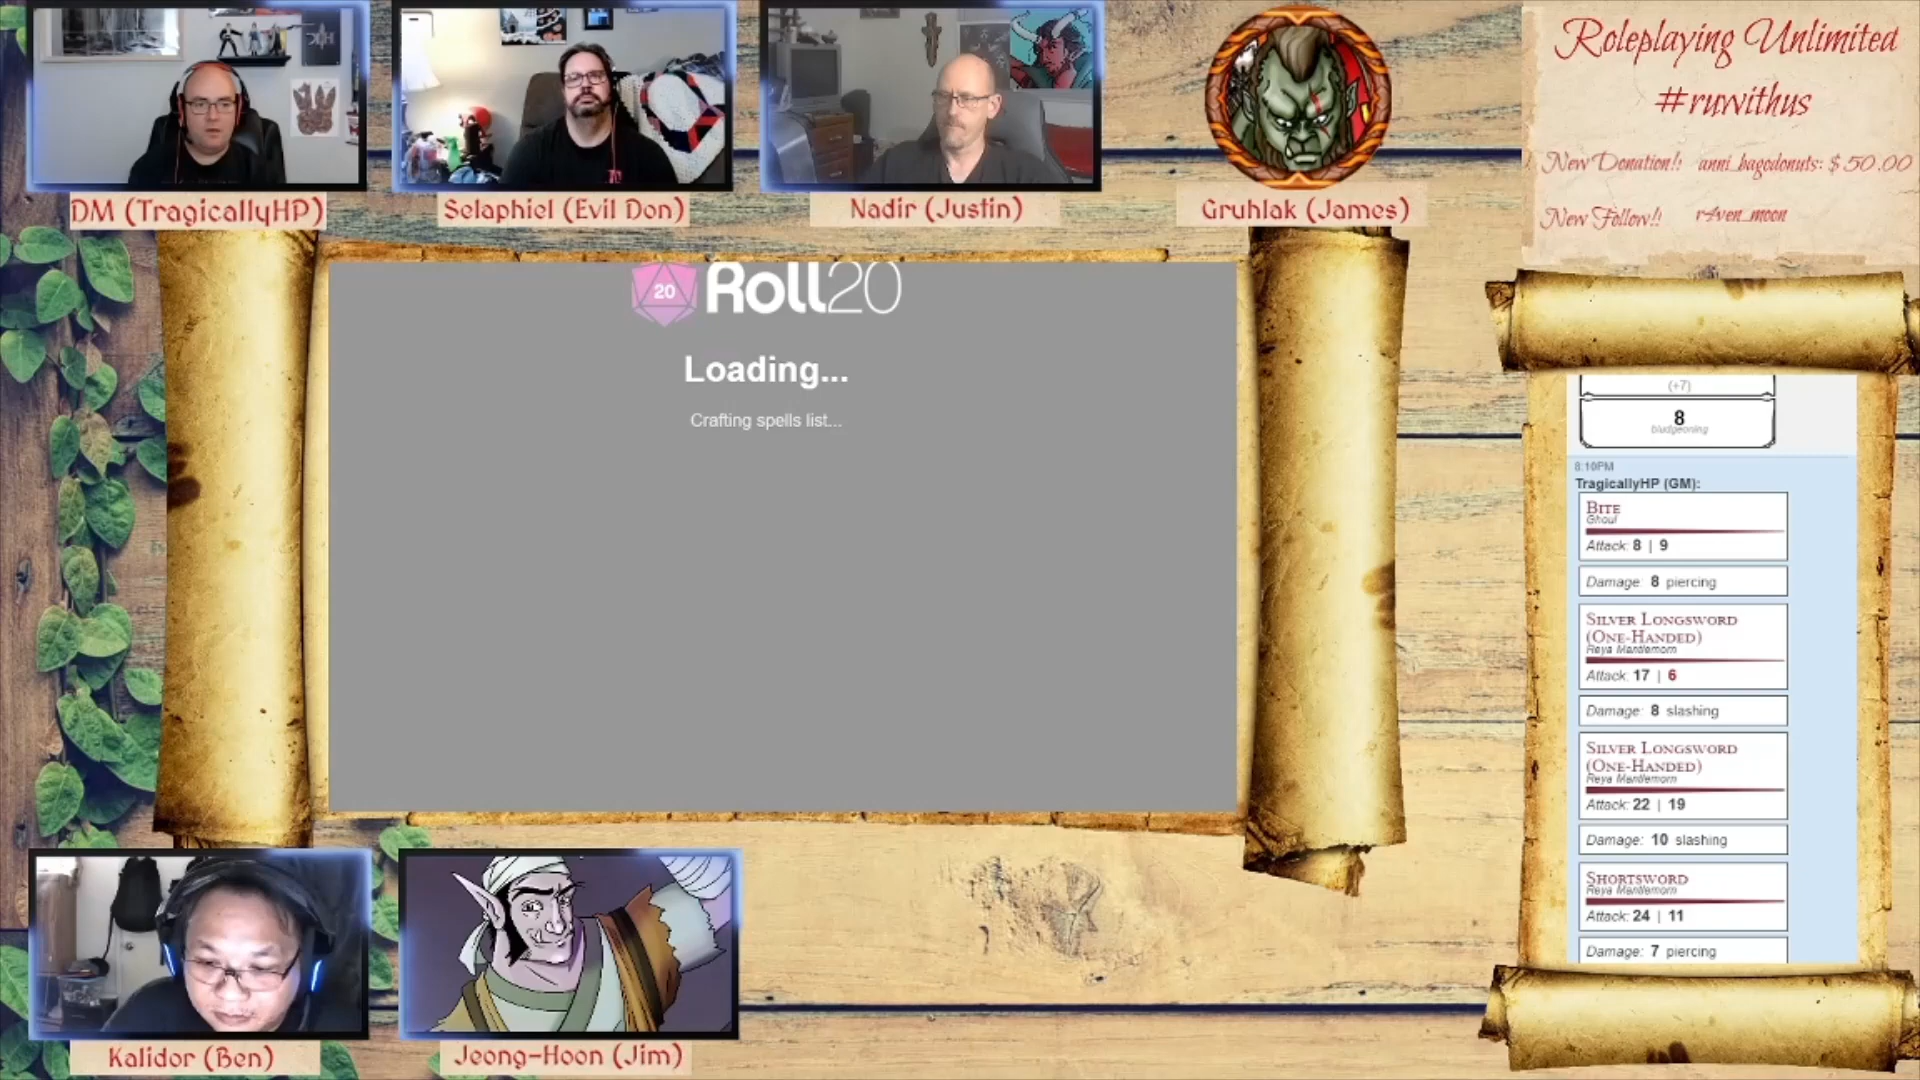 DM (TragicallyHP)
Selaphiel (Evil Don)
Nadir (Justin)
Gruhlak (James)
Roleplaying Unlimited
#ruwithus
New Donation!! anni_bagodonuts: $50.00
New Follow!! r4ven_moon
20 Roll20
Loading...
Crafting spells list...
(+7)
8
bludgeoning
8:10PM
TragicallyHP (GM):
BITE
Ghoul
Attack: 8 | 9
Damage: 8 piercing
SILVER LONGSWORD
(ONE-HANDED)
Reya Mantlemorn
Attack: 17 | 6
Damage: 8 slashing
SILVER LONGSWORD
(ONE-HANDED)
Reya Mantlemorn
Attack: 22 | 19
Damage: 10 slashing
SHORTSWORD
Reya Mantlemorn
Attack: 24 | 11
Damage: 7 piercing
Kalidor (Ben)
Jeong-Hoon (Jim)